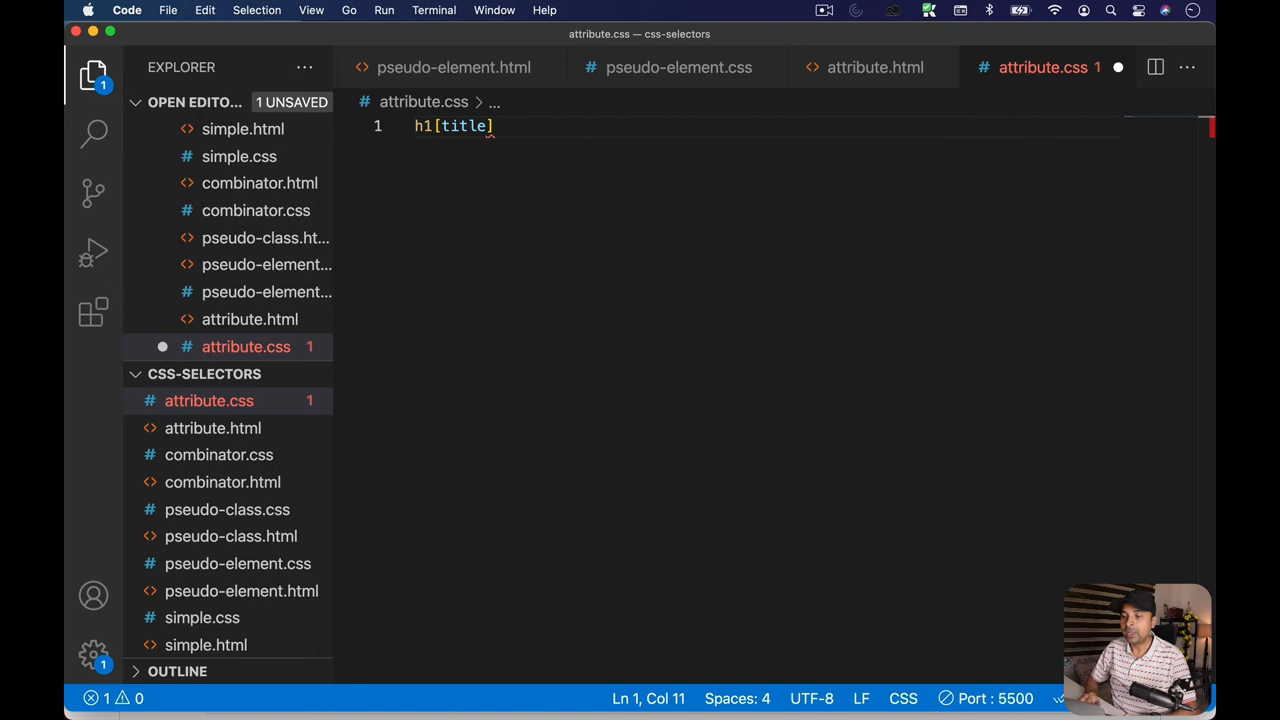 Code File Edit Selection View Go Run Terminal Window Help
attribute.css — css-selectors
EXPLORER
pseudo-element.html
pseudo-element.css
attribute.html
attribute.css 1
OPEN EDITO... 1 UNSAVED
attribute.css > ...
simple.html
1 h1[title]
simple.css
combinator.html
combinator.css
pseudo-class.ht...
pseudo-element...
pseudo-element...
attribute.html
attribute.css 1
CSS-SELECTORS
attribute.css 1
attribute.html
combinator.css
combinator.html
pseudo-class.css
pseudo-class.html
pseudo-element.css
pseudo-element.html
simple.css
simple.html
OUTLINE
1
1
1 0 Ln 1, Col 11 Spaces: 4 UTF-8 LF CSS Port : 5500